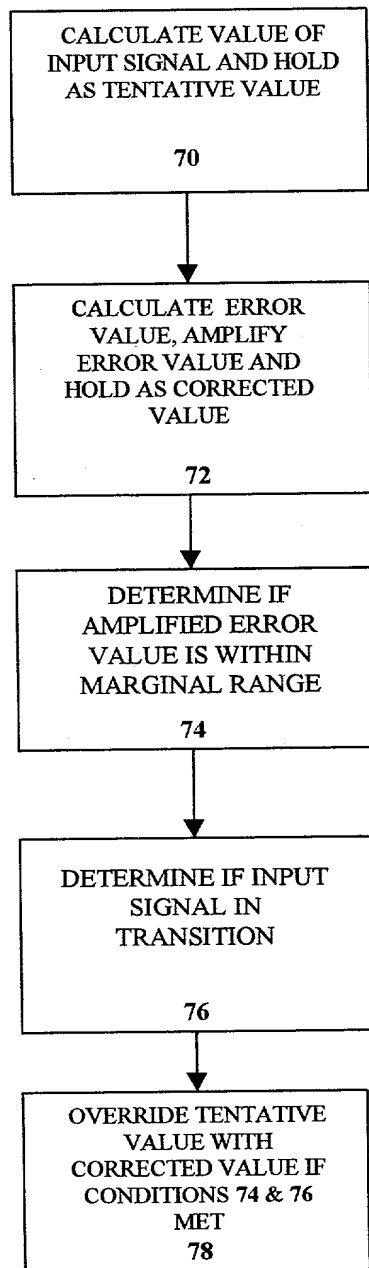 CALCULATE VALUE OF
INPUT SIGNAL AND HOLD
AS TENTATIVE VALUE
70
CALCULATE ERROR
VALUE, AMPLIFY
ERROR VALUE AND
HOLD AS CORRECTED
VALUE
72
DETERMINE IF
AMPLIFIED ERROR
VALUE IS WITHIN
MARGINAL RANGE
74
DETERMINE IF INPUT
SIGNAL IN
TRANSITION
76
OVERRIDE TENTATIVE
VALUE WITH
CORRECTED VALUE IF
CONDITIONS 74 & 76
MET
78